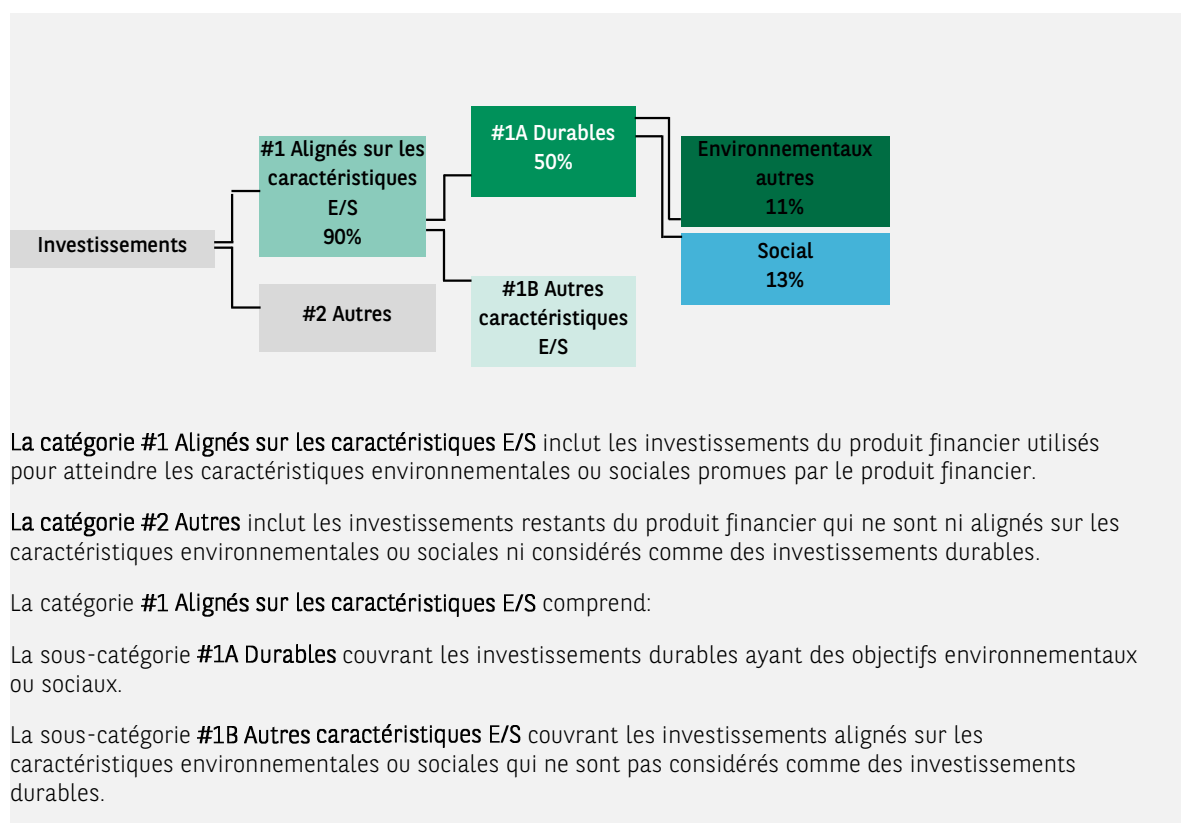 #1A Durables
50%
#1 Alignés sur les
caractéristiques
E/S
90%
Environnementaux
autres
11%
Investissements
Social
13%
#2 Autres
#1B Autres
caractéristiques
E/S
La catégorie #1 Alignés sur les caractéristiques E/S inclut les investissements du produit financier utilisés
pour atteindre les caractéristiques environnementales ou sociales promues par le produit financier.
La catégorie #2 Autres inclut les investissements restants du produit financier qui ne sont ni alignés sur les
caractéristiques environnementales ou sociales ni considérés comme des investissements durables.
La catégorie #1 Alignés sur les caractéristiques E/S comprend:
La sous-catégorie #1A Durables couvrant les investissements durables ayant des objectifs environnementaux
ou sociaux.
La sous-catégorie #1B Autres caractéristiques E/S couvrant les investissements alignés sur les
caractéristiques environnementales ou sociales qui ne sont pas considérés comme des investissements
durables.